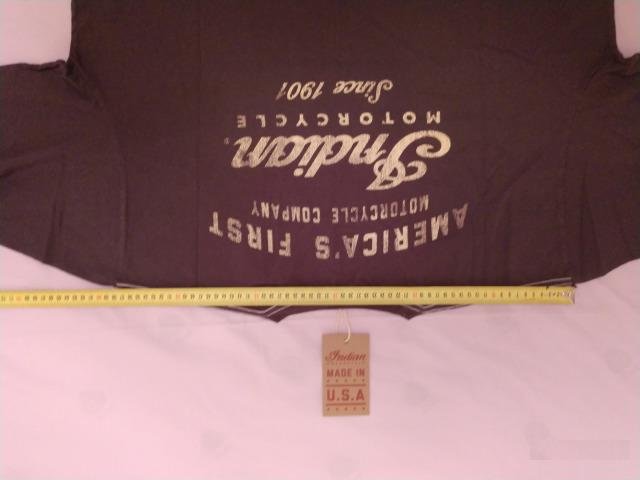 AMERICA'S FIRST
MOTORCYCLE COMPANY
Indian
MOTORCYCLE
Since 1901
Indian
MADE IN
U.S.A